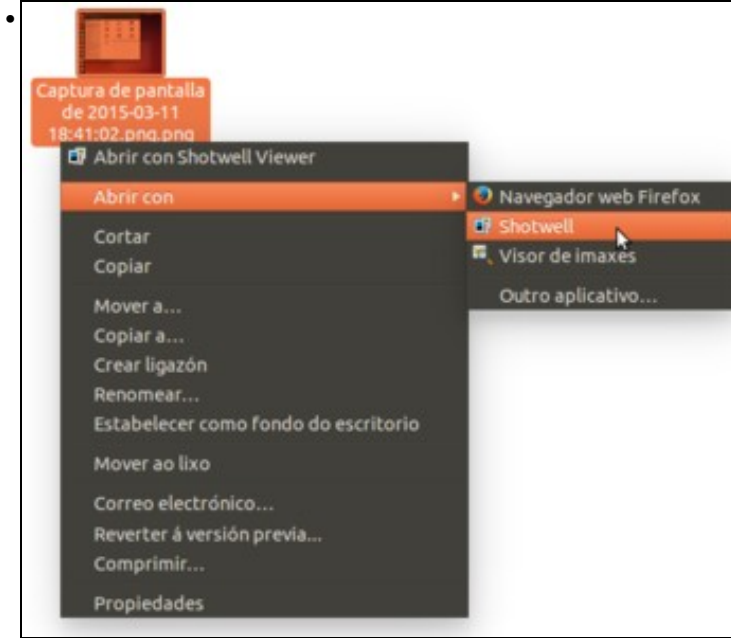 Captura de pantalla
de 2015-03-11
18:41:02.png.png
Abrir con Shotwell Viewer
Abrir con
Navegador web Firefox
Shotwell
Visor de imaxes
Outro aplicativo...
Cortar
Copiar
Mover a...
Copiar a...
Crear ligazón
Renomear...
Estabelecer como fondo do escritorio
Mover ao lixo
Correo electrónico...
Reverter á versión previa...
Comprimir...
Propiedades